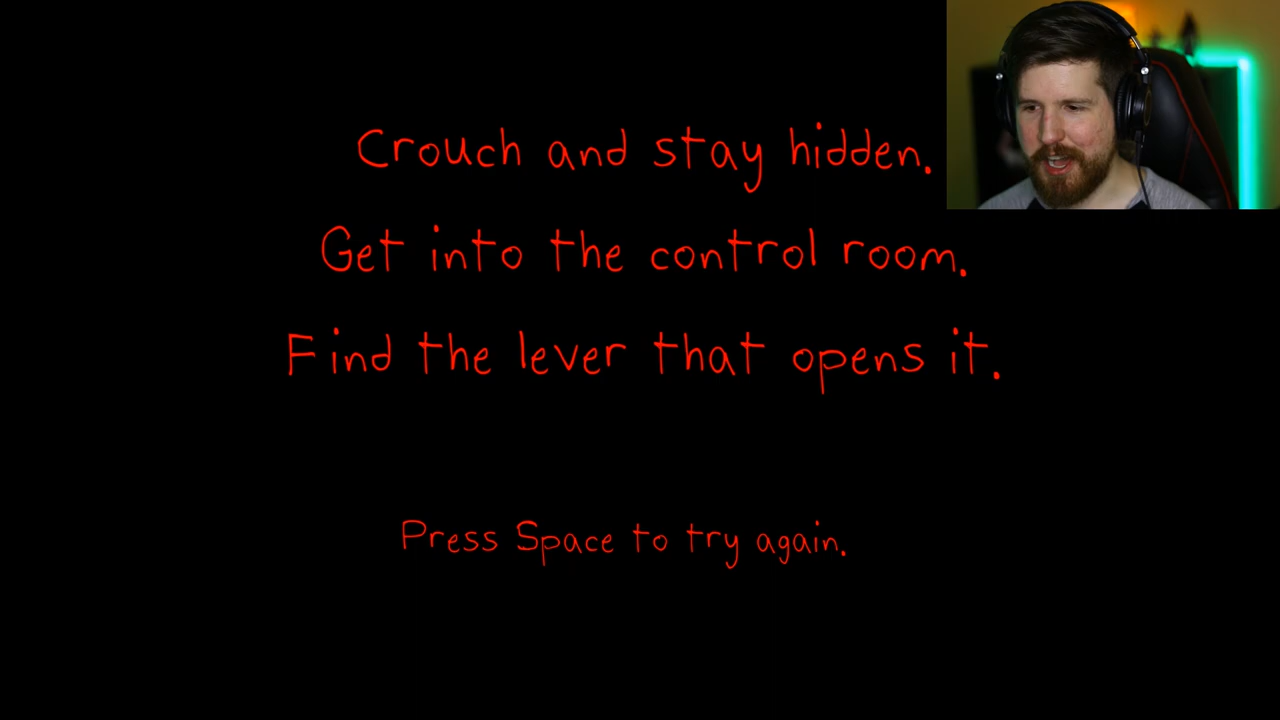 Crouch and stay hidden.
Get into the control room.
Find the lever that opens it.
Press Space to try again.